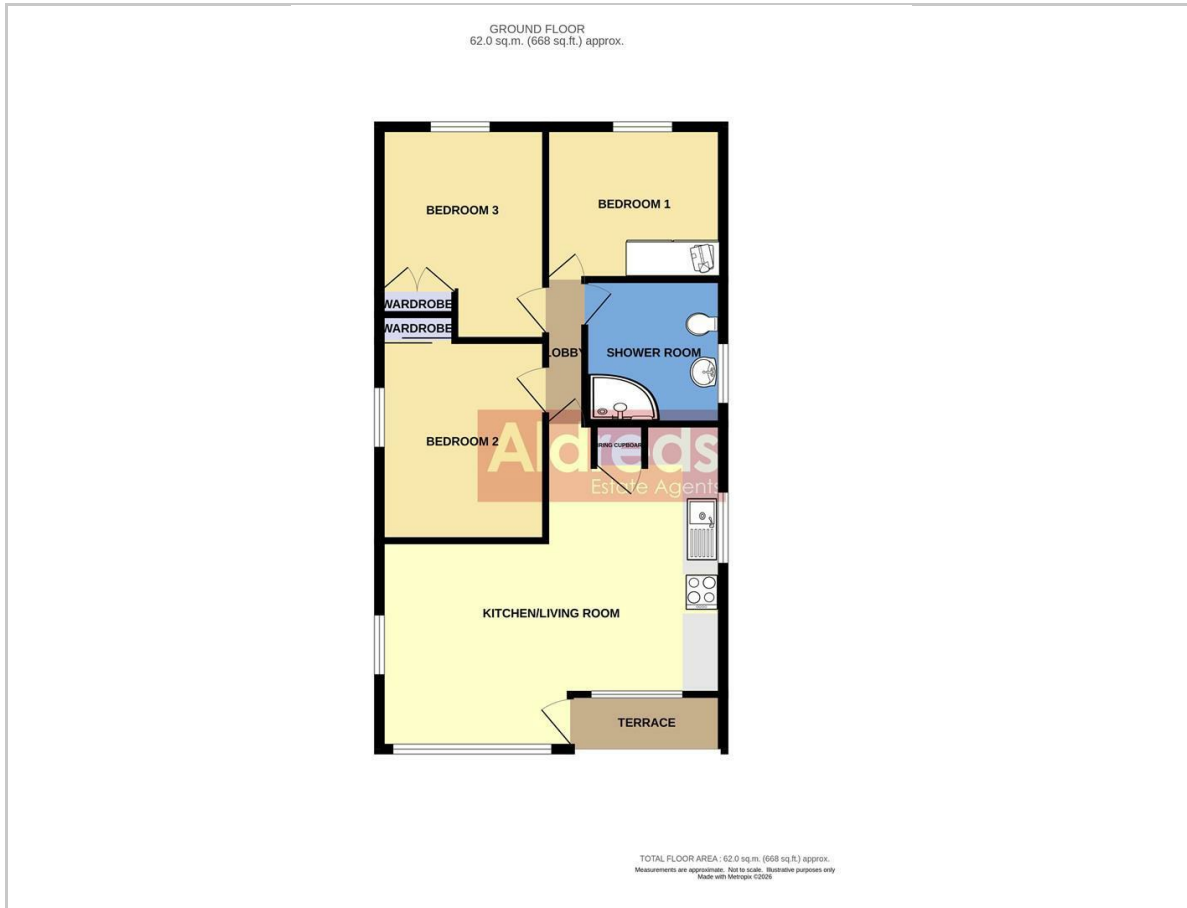 GROUND FLOOR
62.0 sq.m. (668 sq.ft.) approx.
BEDROOM 3
BEDROOM 1
WARDROBE
WARDROBE
LOBBY
SHOWER ROOM
BEDROOM 2
Aldreds
Estate Agents
RING CUPBOAR
KITCHEN/LIVING ROOM
TERRACE
TOTAL FLOOR AREA : 62.0 sq.m. (668 sq.ft.) approx.
Measurements are approximate. Not to scale. Illustrative purposes only
Made with Metropix ©2026